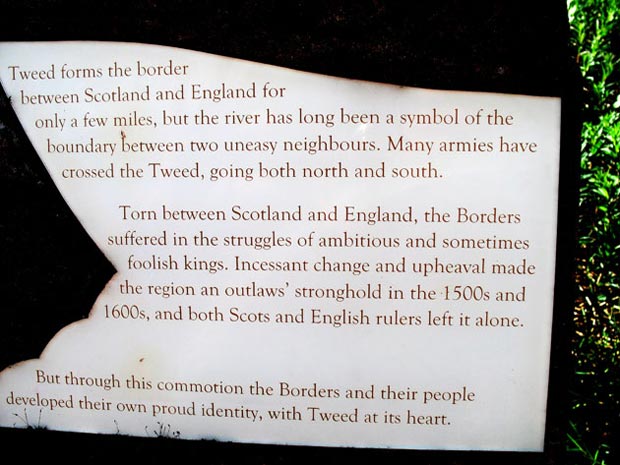 Tweed forms the border
between Scotland and England for
only a few miles, but the river has long been a symbol of the
boundary between two uneasy neighbours. Many armies have
crossed the Tweed, going both north and south.
Torn between Scotland and England, the Borders
suffered in the struggles of ambitious and sometimes
foolish kings. Incessant change and upheaval made
the region an outlaws' stronghold in the 1500s and
1600s, and both Scots and English rulers left it alone.
But through this commotion the Borders and their people
developed their own proud identity, with Tweed at its heart.